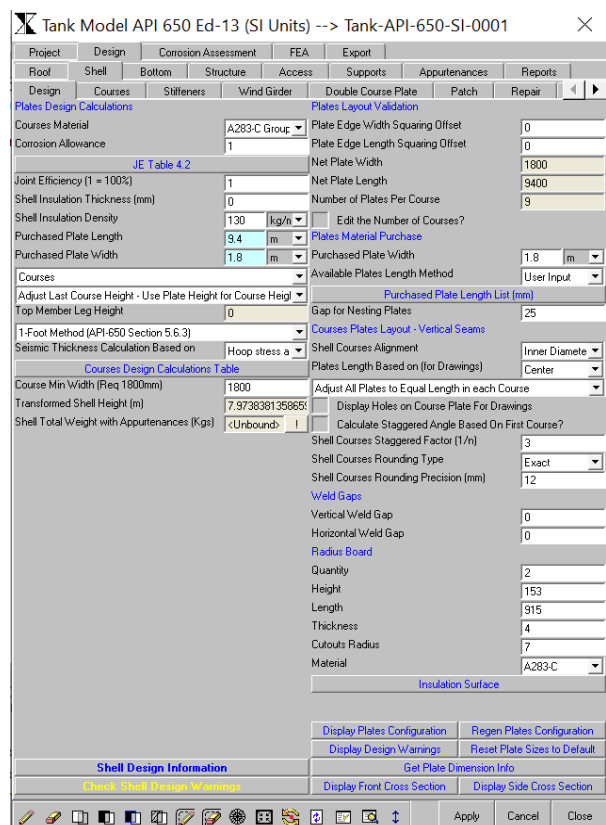 Tank Model API 650 Ed-13 (SI Units) --> Tank-API-650-SI-0001
Project Design Corrosion Assessment FEA Export
Roof Shell Bottom Structure Access Supports Appurtenances Reports
Design Courses Stiffeners Wind Girder Double Course Plate Patch Repair
Plates Design Calculations
Courses Material A283-C Group
Corrosion Allowance 1
JE Table 4.2
Joint Efficiency (1 = 100%) 1
Shell Insulation Thickness (mm) 0
Shell Insulation Density 130 kg/n
Purchased Plate Length 9.4 m
Purchased Plate Width 1.8 m
Courses
Adjust Last Course Height - Use Plate Height for Course Heigl
Top Member Leg Height 0
1-Foot Method (API-650 Section 5.6.3)
Seismic Thickness Calculation Based on Hoop stress a
Courses Design Calculations Table
Course Min Width (Req 1800mm) 1800
Transformed Shell Height (m) 7.9738381358659
Shell Total Weight with Appurtenances (Kgs) <Unbound> !
Shell Design Information
Check Shell Design Warnings
Plates Layout Validation
Plate Edge Width Squaring Offset 0
Plate Edge Length Squaring Offset 0
Net Plate Width 1800
Net Plate Length 9400
Number of Plates Per Course 9
Edit the Number of Courses?
Plates Material Purchase
Purchased Plate Width 1.8 m
Available Plates Length Method User Input
Purchased Plate Length List (mm)
Gap for Nesting Plates 25
Courses Plates Layout - Vertical Seams
Shell Courses Alignment Inner Diamete
Plates Length Based on (for Drawings) Center
Adjust All Plates to Equal Length in each Course
Display Holes on Course Plate For Drawings
Calculate Staggered Angle Based On First Course?
Shell Courses Staggered Factor (1/n) 3
Shell Courses Rounding Type Exact
Shell Courses Rounding Precision (mm) 12
Weld Gaps
Vertical Weld Gap 0
Horizontal Weld Gap 0
Radius Board
Quantity 2
Height 153
Length 915
Thickness 4
Cutouts Radius 7
Material A283-C
Insulation Surface
Display Plates Configuration Regen Plates Configuration
Display Design Warnings Reset Plate Sizes to Default
Get Plate Dimension Info
Display Front Cross Section Display Side Cross Section
Apply Cancel Close